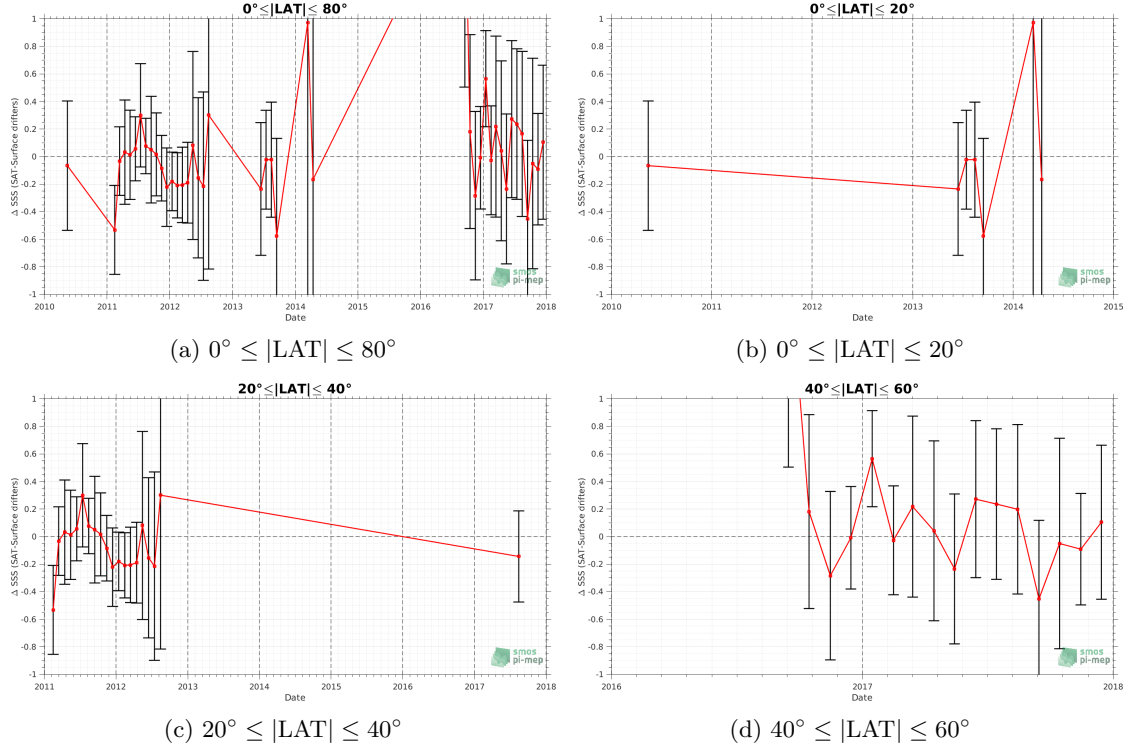 0°≤|LAT|≤ 80°
Δ SSS (SAT-Surface drifters)
1
0.8
0.6
0.4
0.2
0
-0.2
-0.4
-0.6
-0.8
-1
2010 2011 2012 2013 2014 2015 2016 2017 2018
Date
smos
pi-mep
(a) 0° ≤ |LAT| ≤ 80°
0°≤|LAT|≤ 20°
Δ SSS (SAT-Surface drifters)
1
0.8
0.6
0.4
0.2
0
-0.2
-0.4
-0.6
-0.8
-1
2010 2011 2012 2013 2014 2015
Date
smos
pi-mep
(b) 0° ≤ |LAT| ≤ 20°
20°≤|LAT|≤ 40°
Δ SSS (SAT-Surface drifters)
1
0.8
0.6
0.4
0.2
0
-0.2
-0.4
-0.6
-0.8
-1
2011 2012 2013 2014 2015 2016 2017 2018
Date
smos
pi-mep
(c) 20° ≤ |LAT| ≤ 40°
40°≤|LAT|≤ 60°
Δ SSS (SAT-Surface drifters)
1
0.8
0.6
0.4
0.2
0
-0.2
-0.4
-0.6
-0.8
-1
2016 2017 2018
Date
smos
pi-mep
(d) 40° ≤ |LAT| ≤ 60°